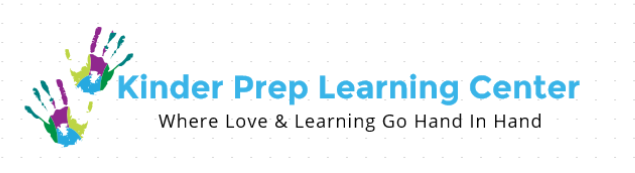 Kinder Prep Learning Center
Where Love & Learning Go Hand In Hand